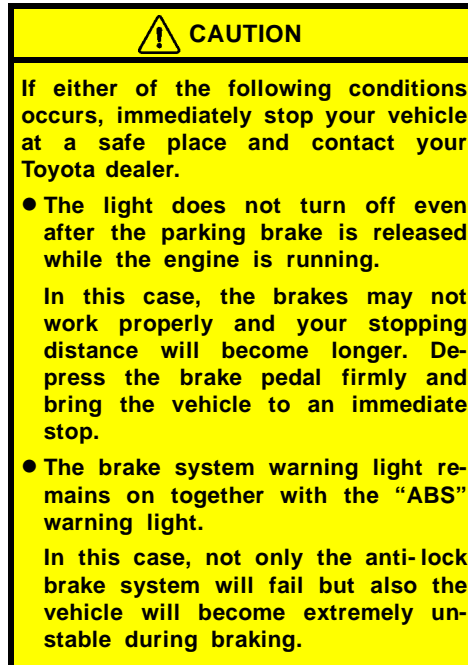 CAUTION
If either of the following conditions
occurs, immediately stop your vehicle
at a safe place and contact your
Toyota dealer.
● The light does not turn off even
after the parking brake is released
while the engine is running.
In this case, the brakes may not
work properly and your stopping
distance will become longer. De-
press the brake pedal firmly and
bring the vehicle to an immediate
stop.
● The brake system warning light re-
mains on together with the “ABS”
warning light.
In this case, not only the anti-lock
brake system will fail but also the
vehicle will become extremely un-
stable during braking.